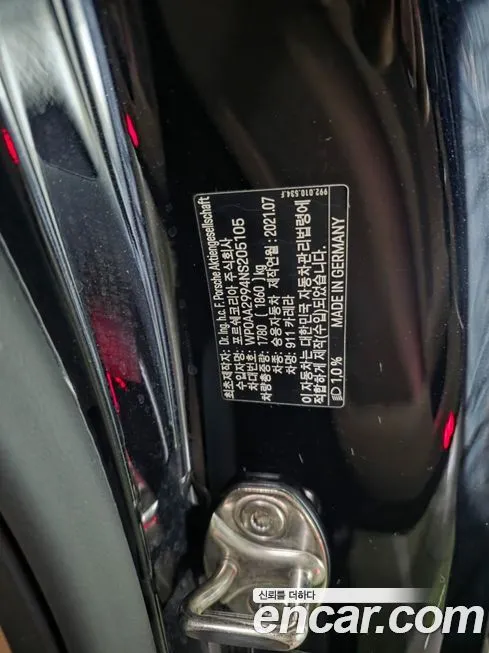 992.010.534.F
최초제작자: Dr. Ing. h.c. F. Porsche Aktiengesellschaft
수입자명: 포르쉐코리아 주식회사
차대번호: WP0AA2994NS205105
차량총중량: 1780 ( 1860 ) kg
차종: 승용자동차 제작연월: 2021.07
차명: 911 카레라
이 자동차는 대한민국 자동차관리법령에
적합하게 제작(수입)되었습니다.
1,0% MADE IN GERMANY
신뢰를 더하다
encar.com